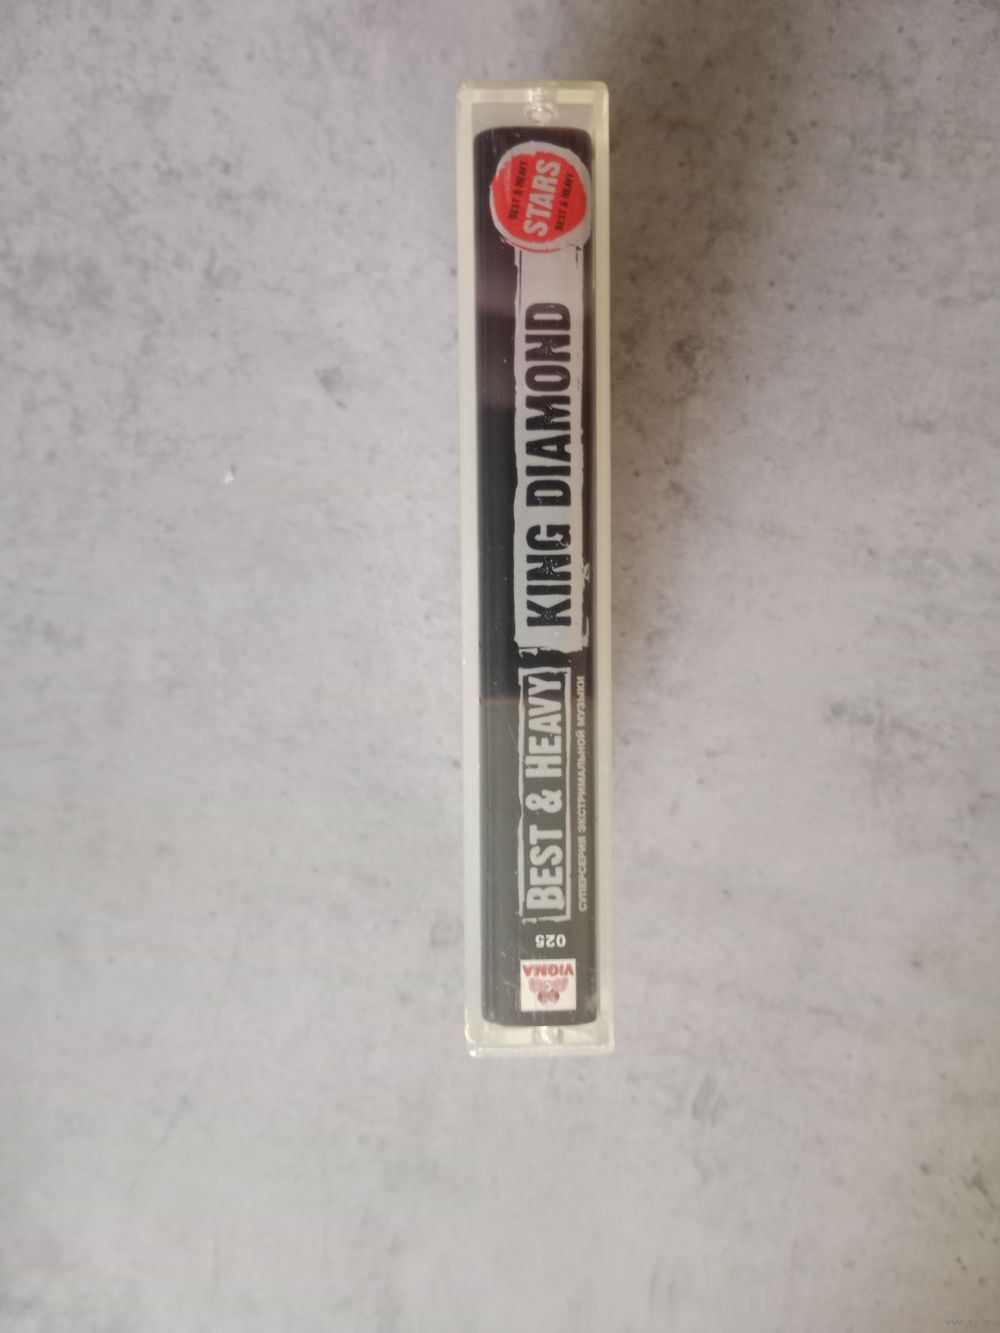 BEST & HEAVY
STARS
BEST & HEAVY
KING DIAMOND
BEST & HEAVY
СУПЕРСЕРИЯ ЭКСТРИМАЛЬНОЙ МУЗЫКИ
025
VIGMA